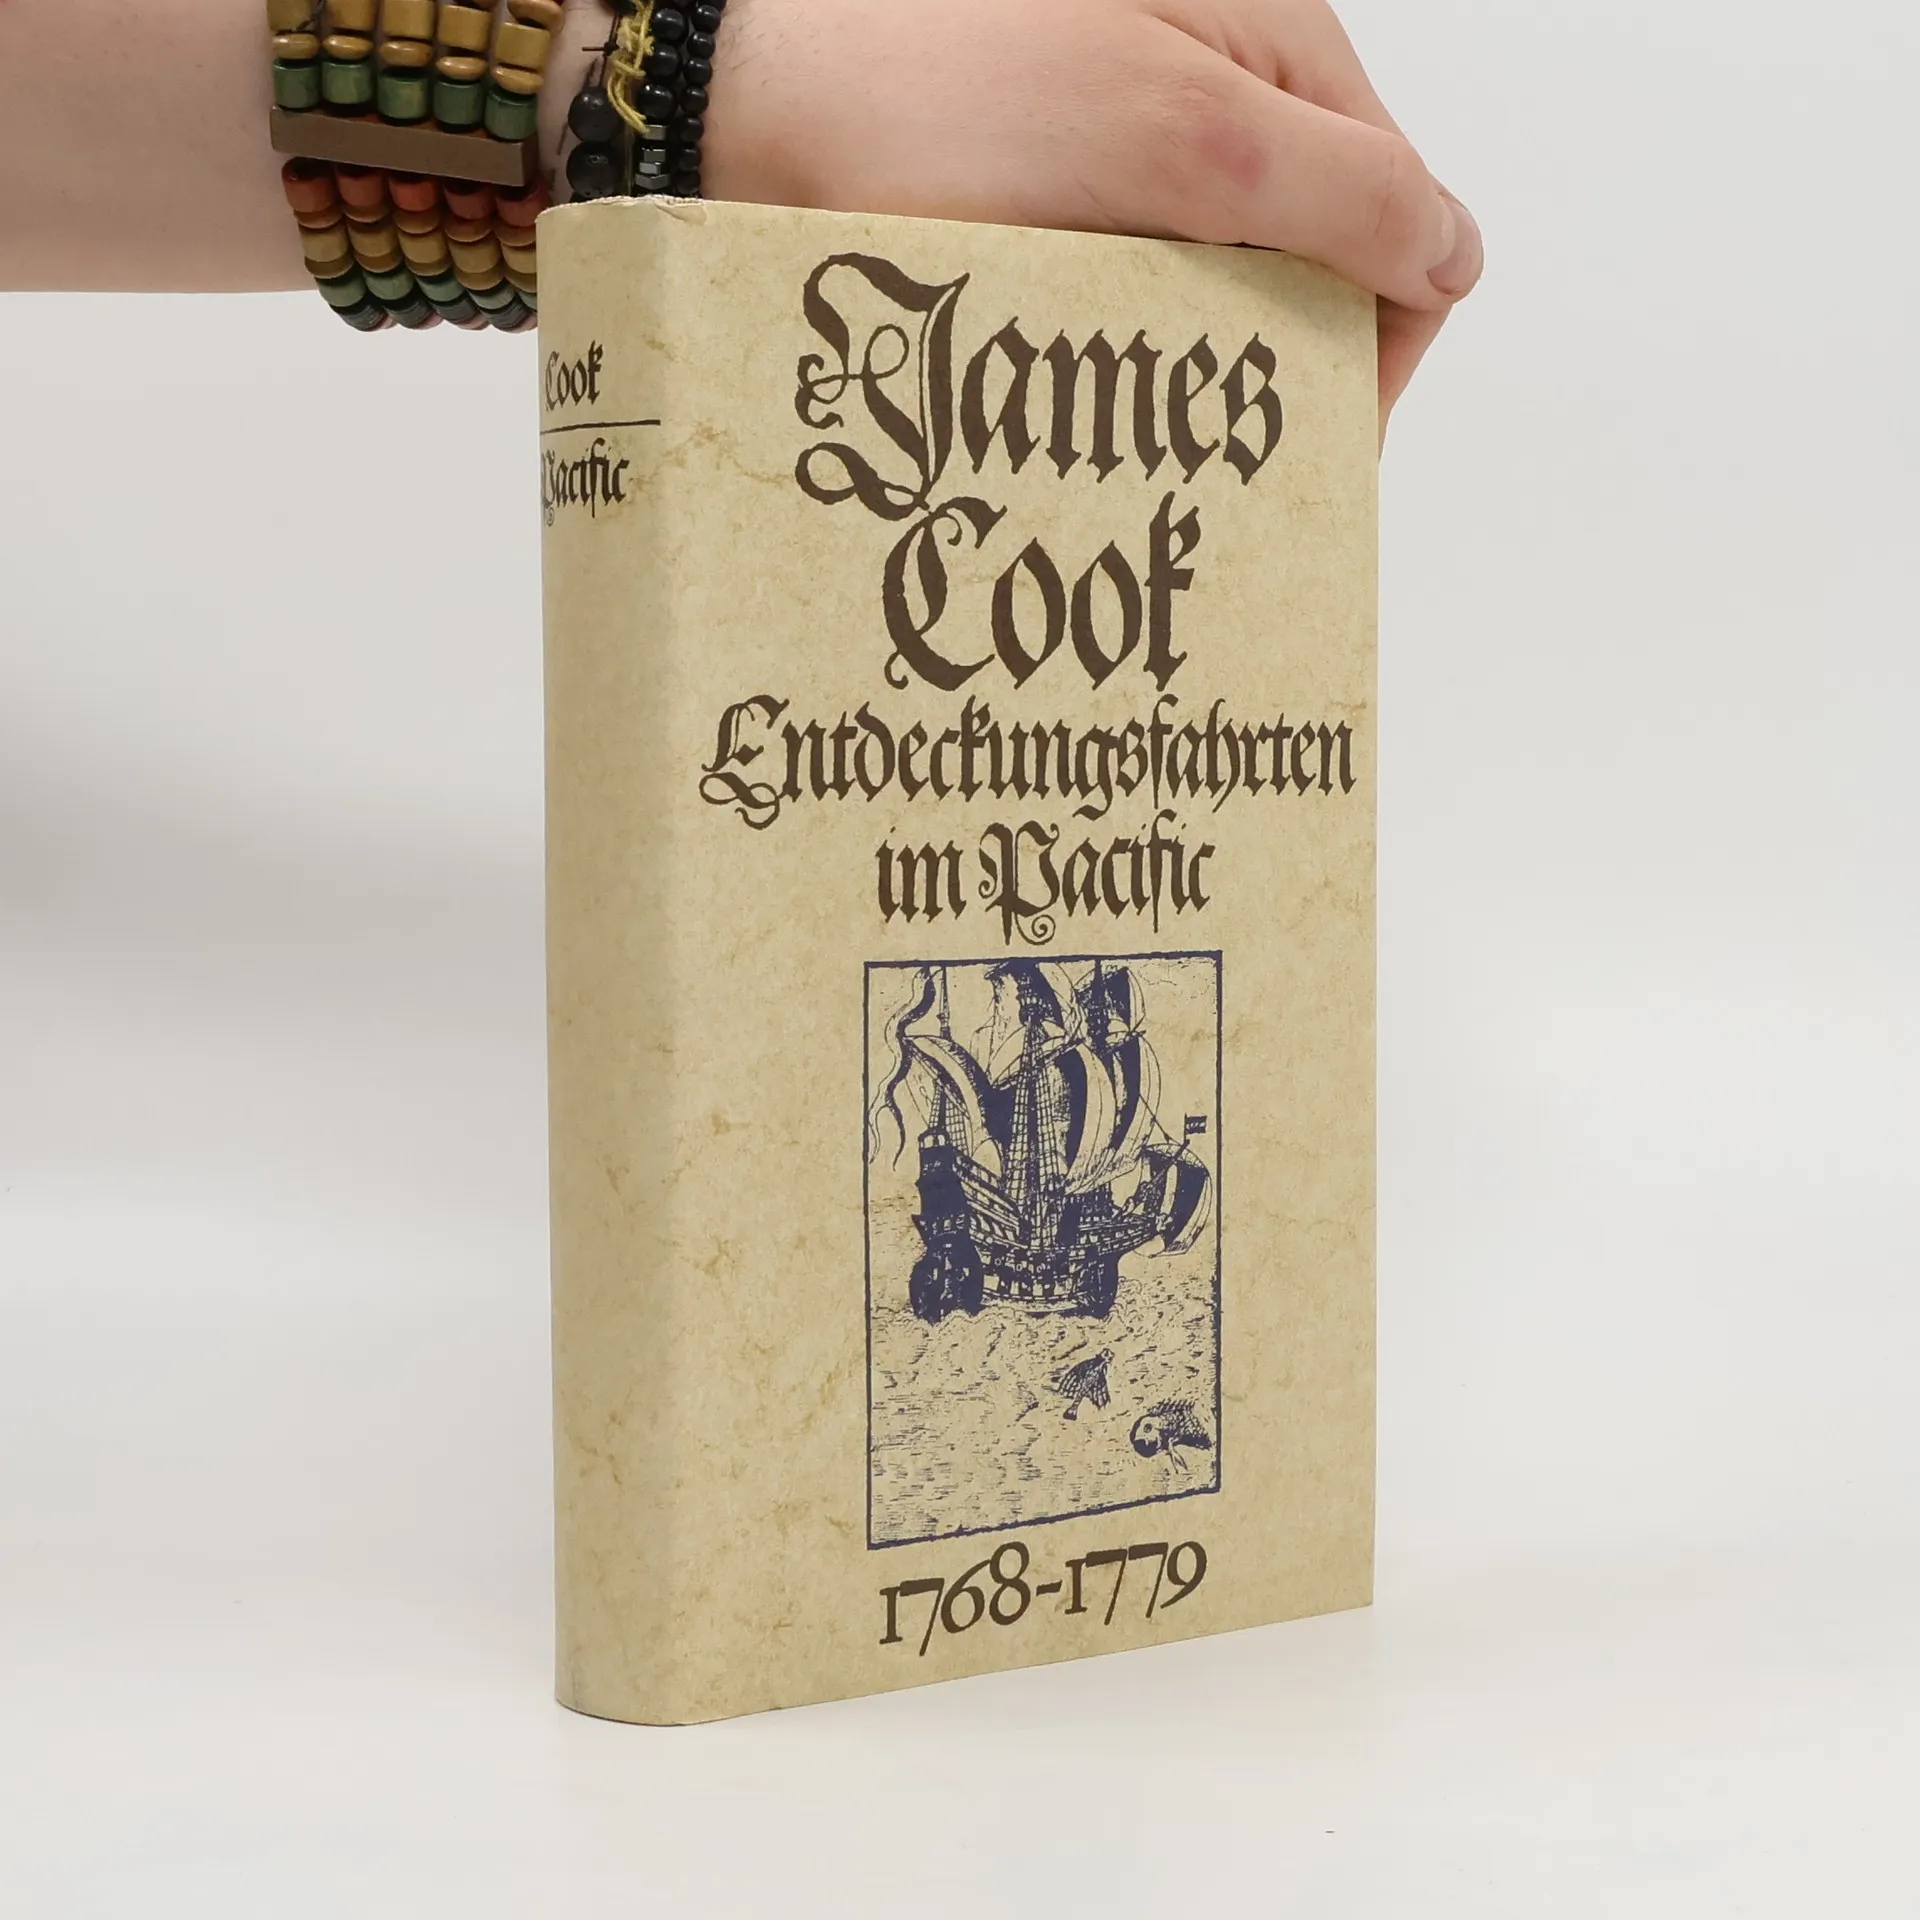 Cook
Pacific
James
Cook
Entdeckungsfahrten
im Pacific
1768-1779